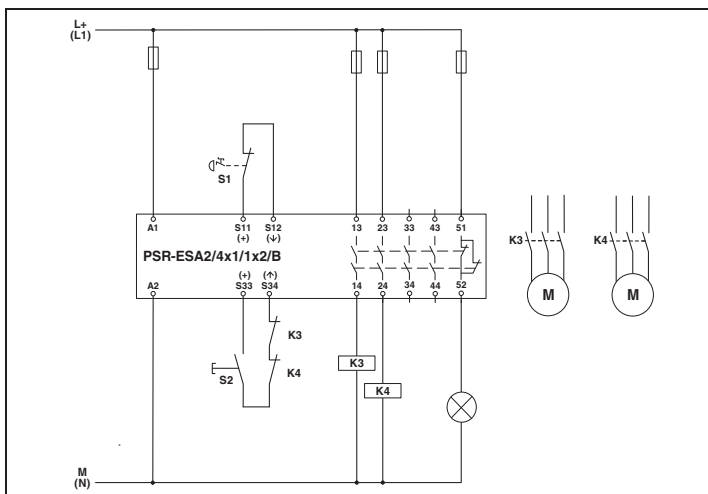 L+
(L1)
S1
A1 S11 S12 13 23 33 43 51
(+) (↓)
PSR-ESA2/4x1/1x2/B
(+) (↑)
A2 S33 S34 14 24 34 44 52
K3 K4
M M
K3
S2 K4
K3
K4
M
(N)